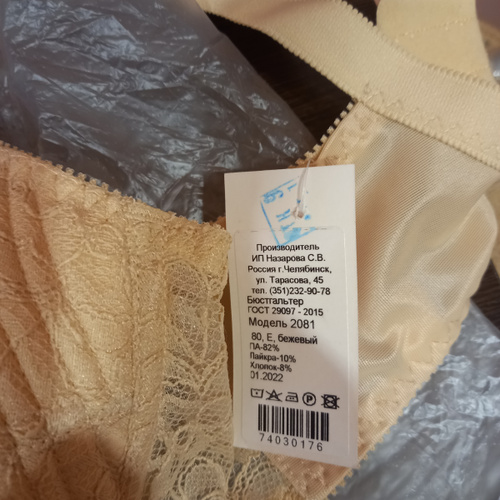 Производитель
ИП Назарова С.В.
Россия г.Челябинск,
ул. Тарасова, 45
тел. (351)232-90-78
Бюстгальтер
ГОСТ 29097 - 2015
Модель 2081
80, Е, бежевый
ПА-82%
Лайкра-10%
Хлопок-8%
01.2022
74030176